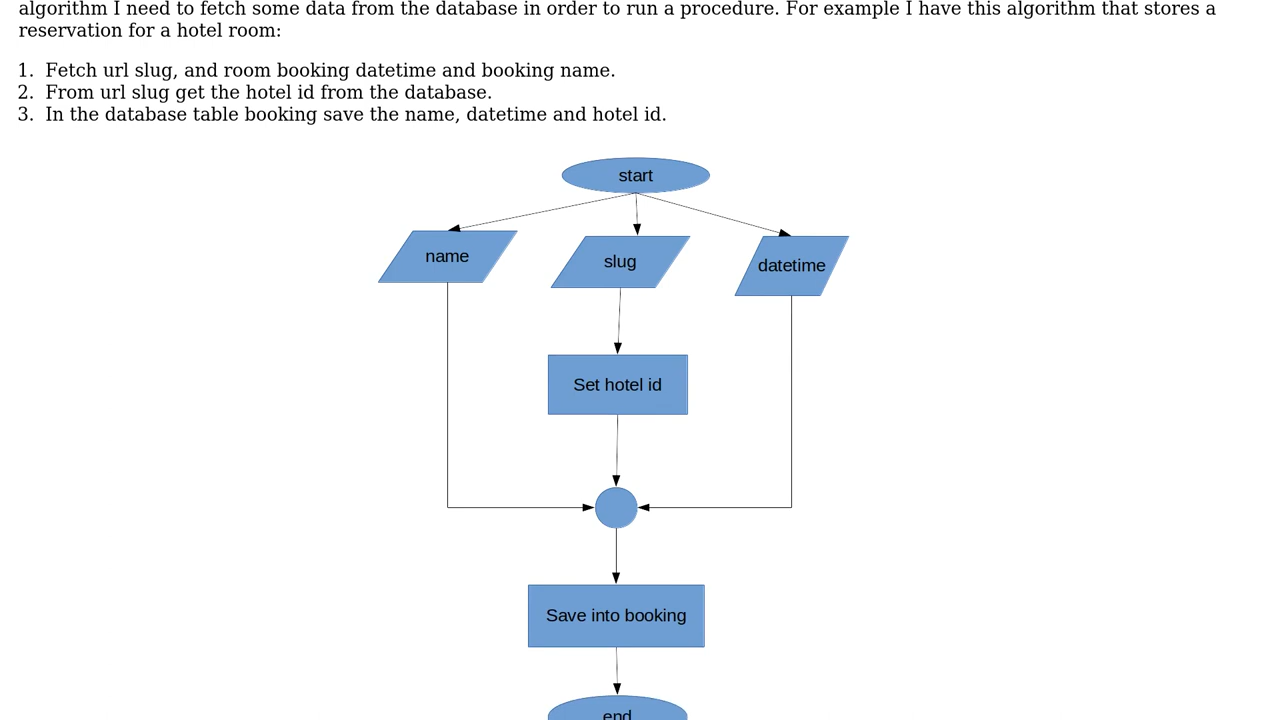 algorithm I need to fetch some data from the database in order to run a procedure. For example I have this algorithm that stores a
reservation for a hotel room:
1. Fetch url slug, and room booking datetime and booking name.
2. From url slug get the hotel id from the database.
3. In the database table booking save the name, datetime and hotel id.
start
name
slug
datetime
Set hotel id
Save into booking
end